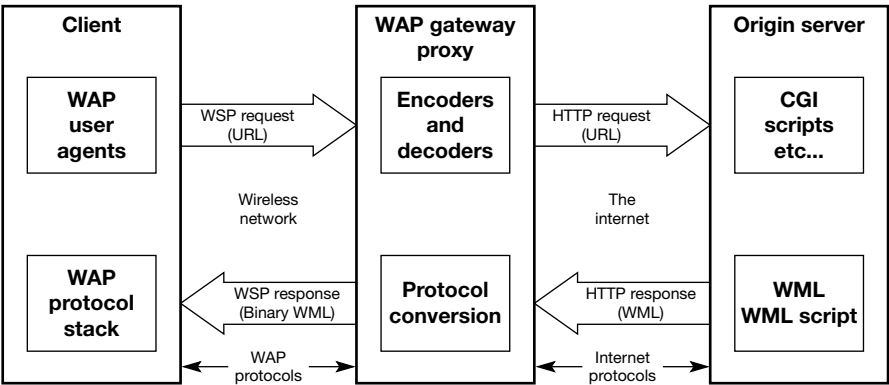 Client
WAP
user
agents
WAP
protocol
stack
WSP request
(URL)
Wireless
network
WSP response
(Binary WML)
WAP
protocols
WAP gateway
proxy
Encoders
and
decoders
Protocol
conversion
HTTP request
(URL)
The
internet
HTTP response
(WML)
Internet
protocols
Origin server
CGI
scripts
etc...
WML
WML script